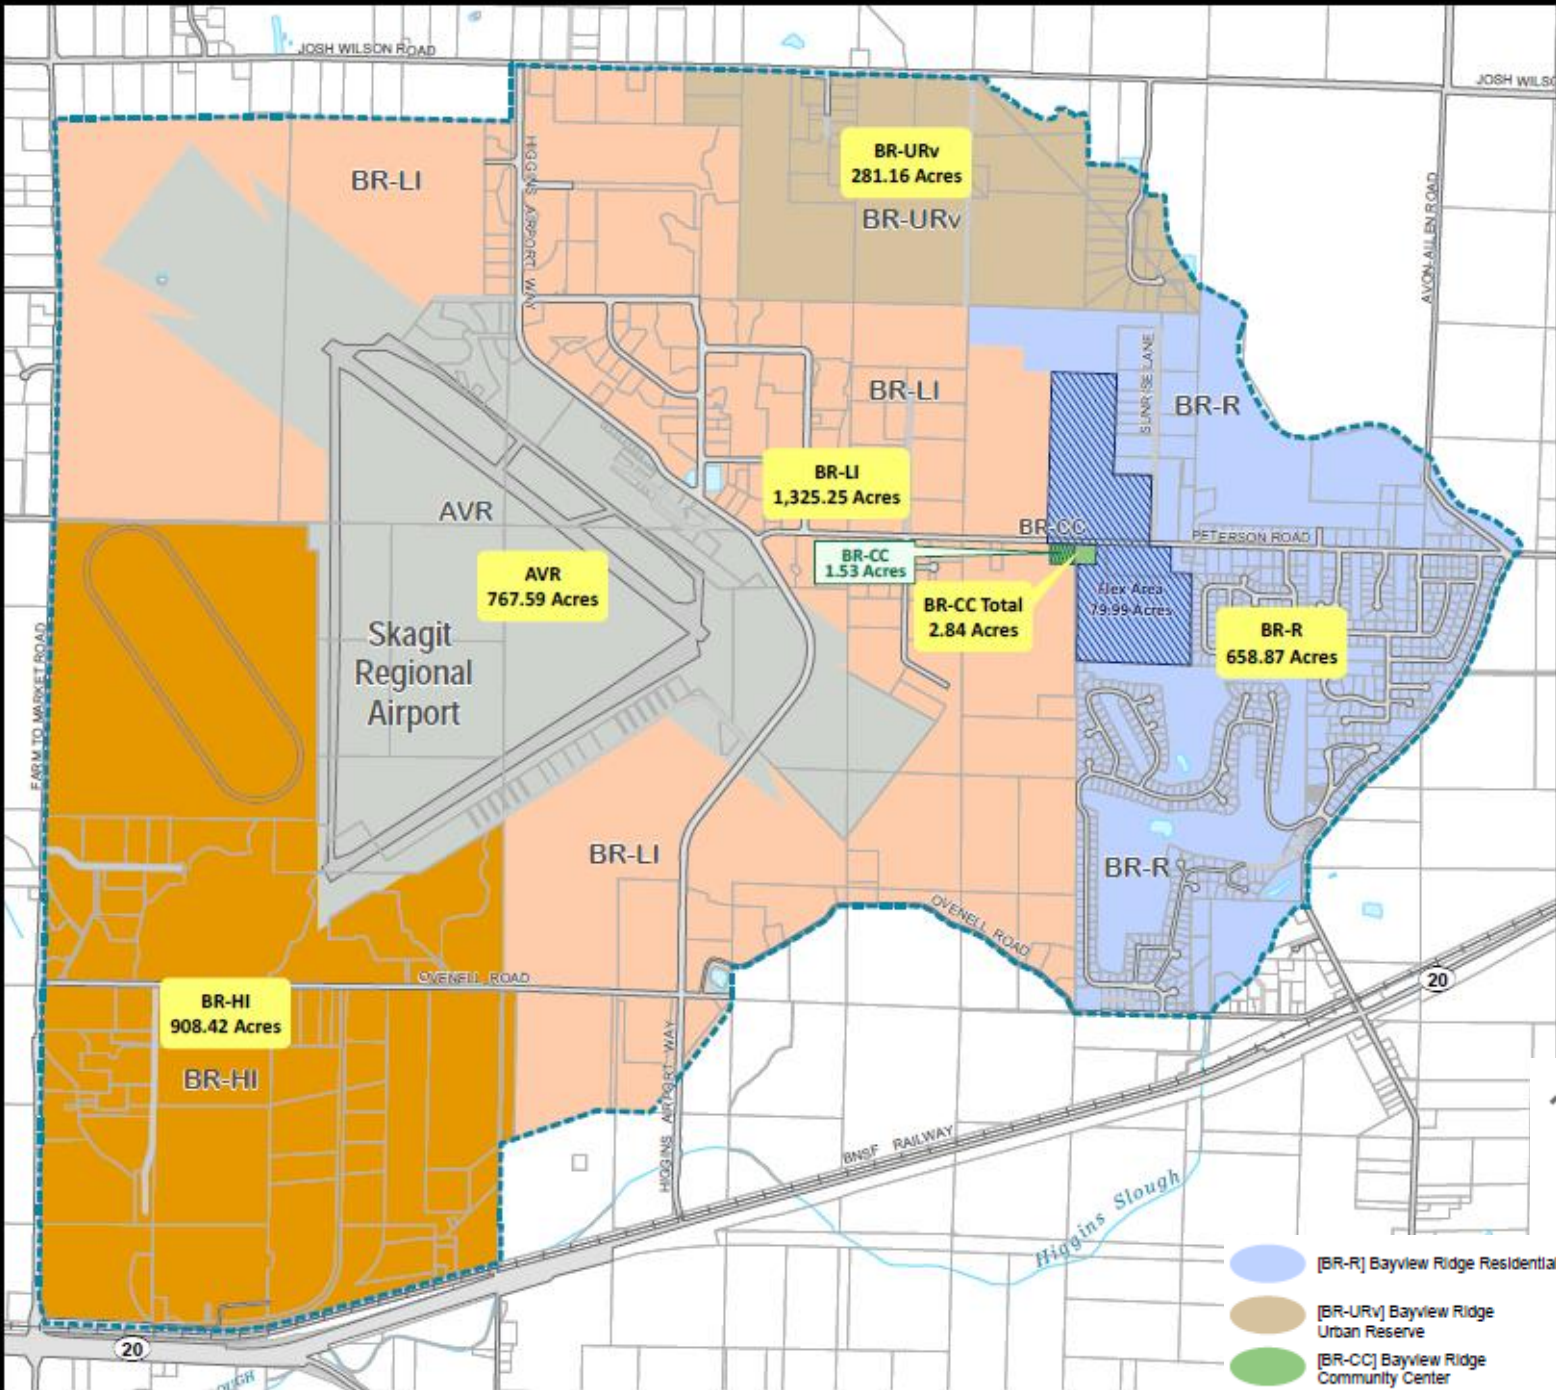 JOSH WILSON ROAD
JOSH WILSO
BR-URv
281.16 Acres
BR-URv
BR-LI
HIGGINS AIRPORT WAY
AVON-ALLEN ROAD
SUNRISE LANE
BR-LI
BR-R
BR-LI
1,325.25 Acres
AVR
BR-CC
PETERSON ROAD
BR-CC
1.53 Acres
AVR
767.59 Acres
Flex Area
79.99 Acres
BR-CC Total
2.84 Acres
BR-R
658.87 Acres
Skagit
Regional
Airport
FARM TO MARKET ROAD
BR-LI
BR-R
OVENELL ROAD
OVENELL ROAD
20
BR-HI
908.42 Acres
BR-HI
HIGGINS AIRPORT WAY
BNSF RAILWAY
Higgins Slough
[BR-R] Bayview Ridge Residential
[BR-URv] Bayview Ridge
Urban Reserve
20
[BR-CC] Bayview Ridge
Community Center